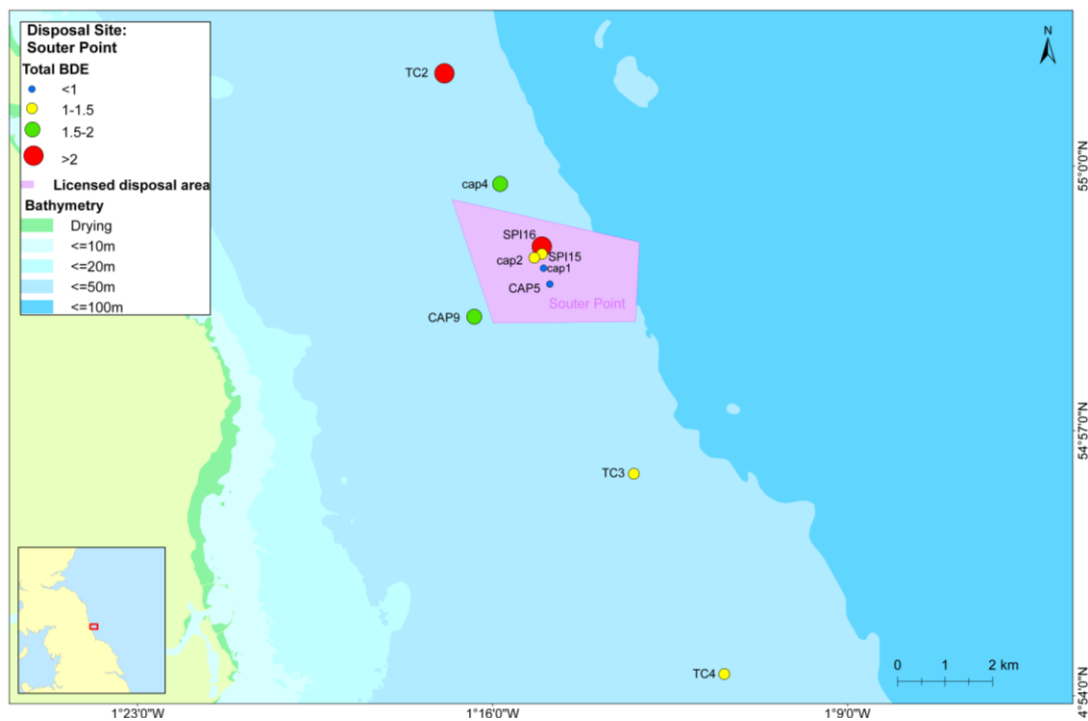 Disposal Site:
Souter Point
Total BDE
<1
1-1.5
1.5-2
>2
Licensed disposal area
Bathymetry
Drying
<=10m
<=20m
<=50m
<=100m
N
TC2
cap4
SPI16
SPI15
cap2
cap1
CAP5
Souter Point
CAP9
TC3
TC4
0 1 2 km
55°0'0"N
54°57'0"N
4°54'0"N
1°23'0"W
1°16'0"W
1°9'0"W